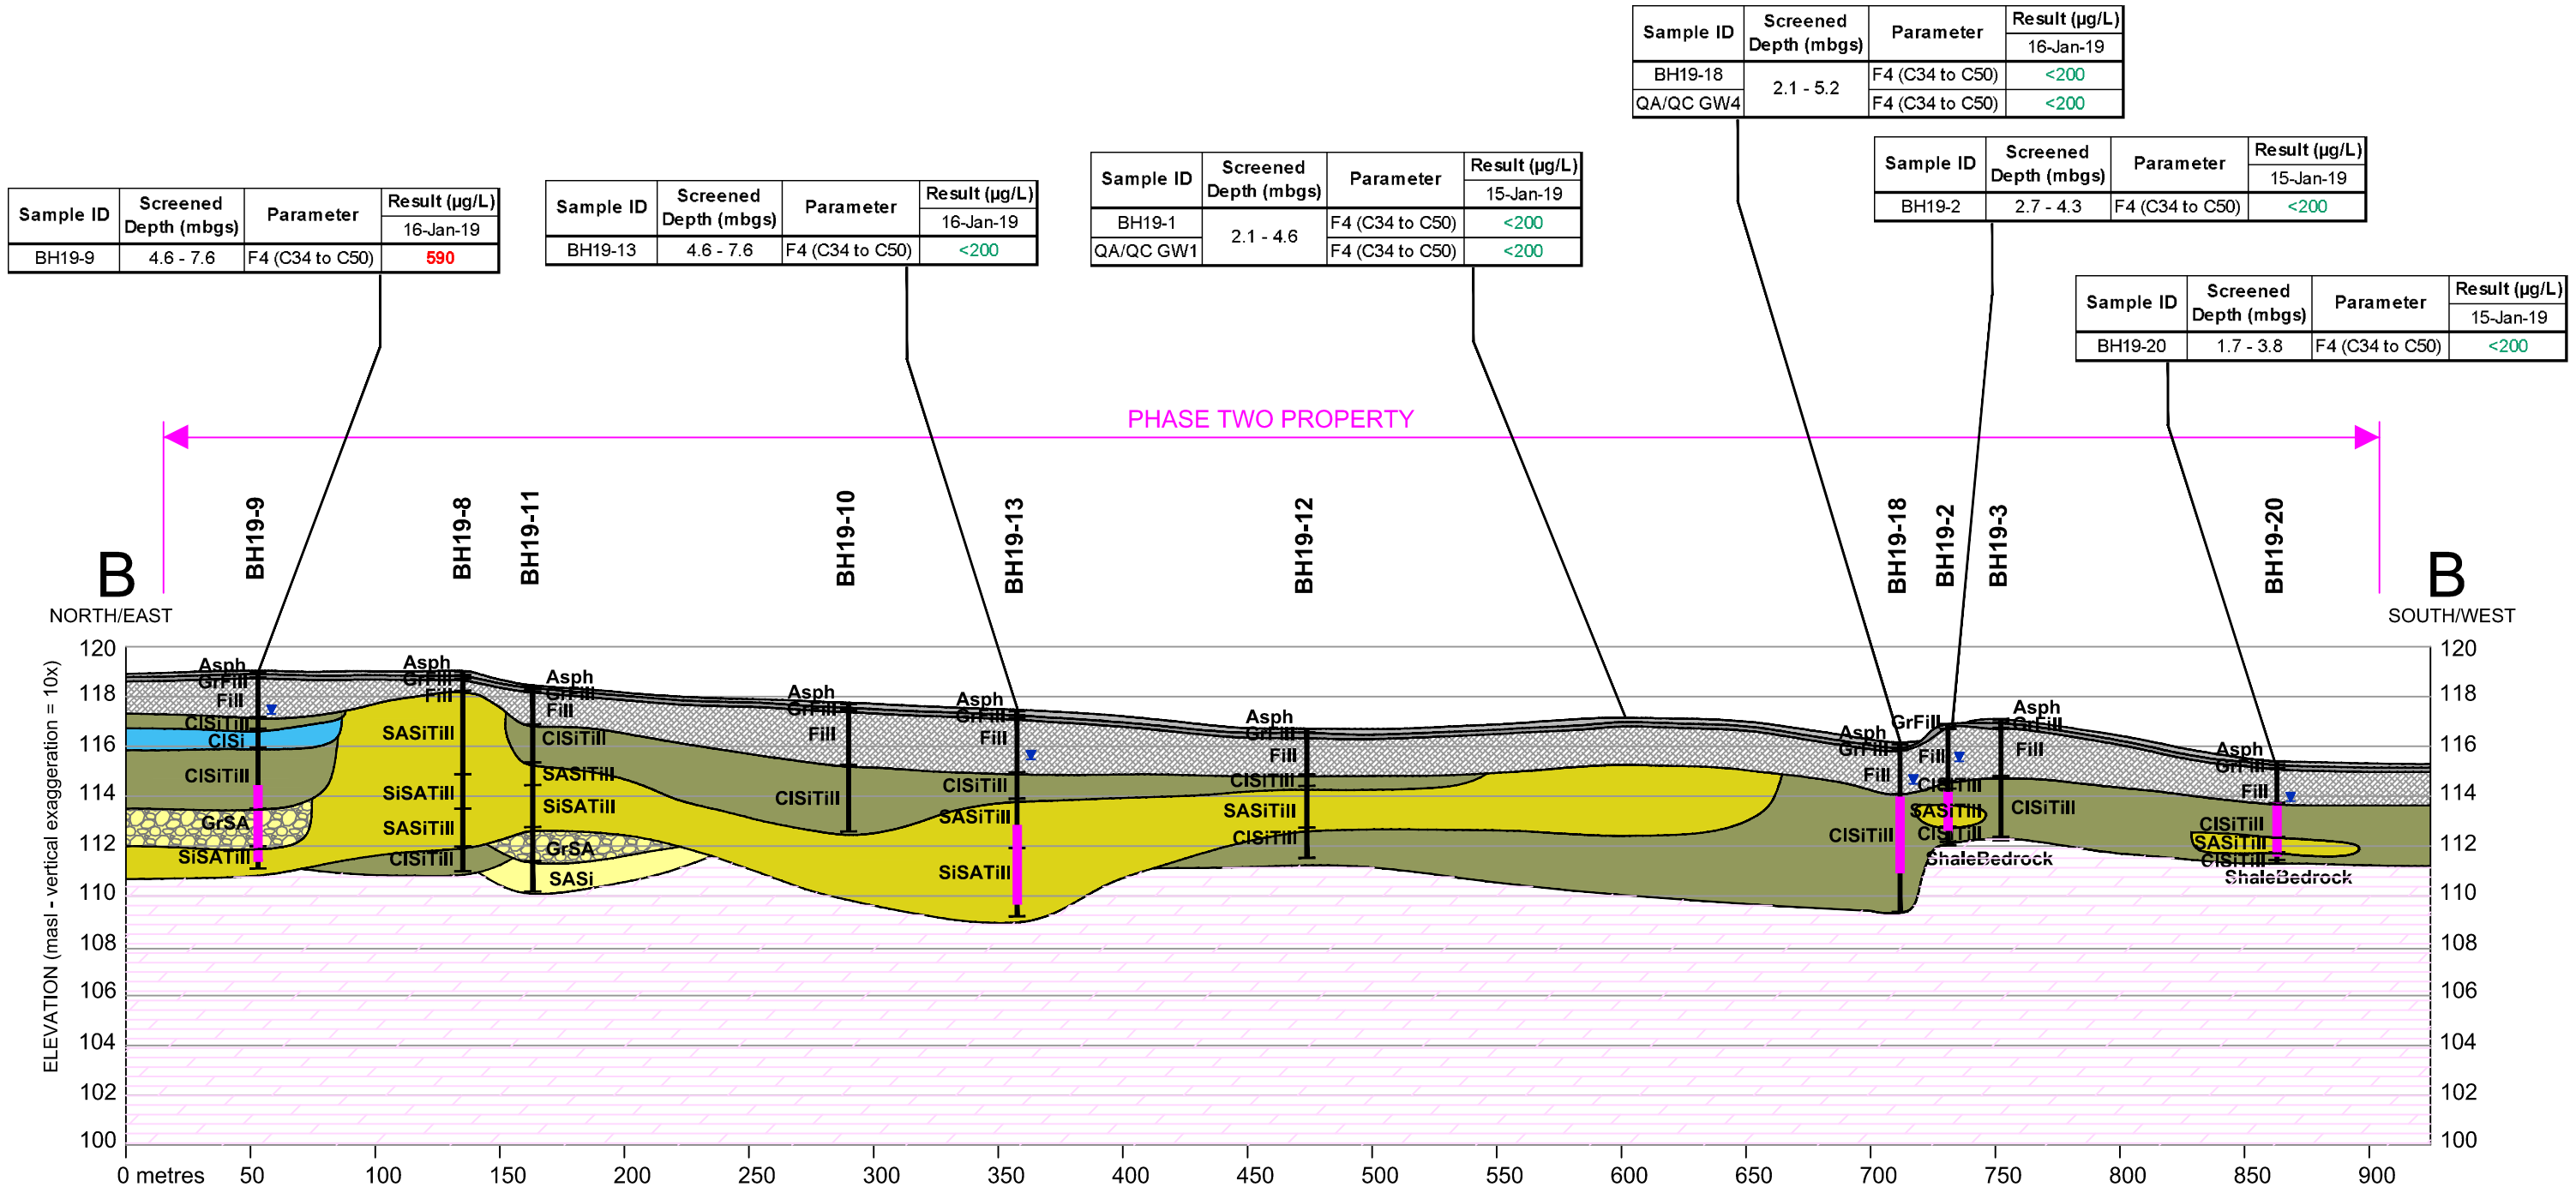 Sample ID Screened Depth (mbgs) Parameter Result (µg/L)
16-Jan-19
BH19-18 2.1 - 5.2 F4 (C34 to C50) <200
QA/QC GW4 F4 (C34 to C50) <200
Sample ID Screened Depth (mbgs) Parameter Result (µg/L)
15-Jan-19
BH19-2 2.7 - 4.3 F4 (C34 to C50) <200
Sample ID Screened Depth (mbgs) Parameter Result (µg/L)
15-Jan-19
BH19-1 2.1 - 4.6 F4 (C34 to C50) <200
QA/QC GW1 F4 (C34 to C50) <200
Sample ID Screened Depth (mbgs) Parameter Result (µg/L)
16-Jan-19
BH19-13 4.6 - 7.6 F4 (C34 to C50) <200
Sample ID Screened Depth (mbgs) Parameter Result (µg/L)
16-Jan-19
BH19-9 4.6 - 7.6 F4 (C34 to C50) 590
Sample ID Screened Depth (mbgs) Parameter Result (µg/L)
15-Jan-19
BH19-20 1.7 - 3.8 F4 (C34 to C50) <200
PHASE TWO PROPERTY
BH19-9
BH19-8
BH19-11
BH19-10
BH19-13
BH19-12
BH19-18
BH19-2
BH19-3
BH19-20
B
NORTH/EAST
B
SOUTH/WEST
ELEVATION (masl - vertical exaggeration = 10x)
120
118
116
114
112
110
108
106
104
102
100
Asph
GrFill
Fill
ClSiTill
ClSi
ClSiTill
GrSA
SiSATill
Asph
GrFill
Fill
SASiTill
SiSATill
SASiTill
ClSiTill
Asph
GrFill
Fill
ClSiTill
SASiTill
SiSATill
GrSA
SASi
Asph
GrFill
Fill
ClSiTill
Asph
GrFill
Fill
ClSiTill
SASiTill
SiSATill
Asph
GrFill
Fill
ClSiTill
SASiTill
ClSiTill
Asph
GrFill
Fill
ClSiTill
GrFill
Fill
ClSiTill
SASiTill
ClSiTill
ShaleBedrock
Asph
GrFill
Fill
ClSiTill
Asph
GrFill
Fill
ClSiTill
SASiTill
ClSiTill
ShaleBedrock
120
118
116
114
112
110
108
106
104
102
100
0 metres 50 100 150 200 250 300 350 400 450 500 550 600 650 700 750 800 850 900